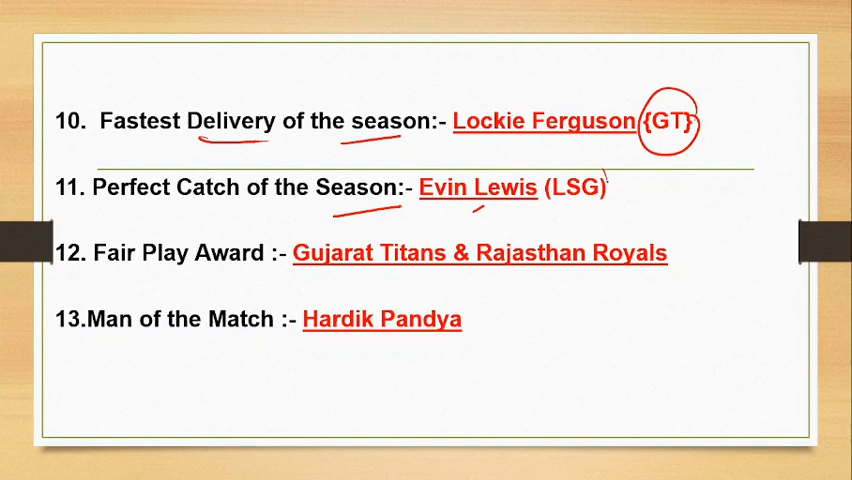 10. Fastest Delivery of the season:- Lockie Ferguson {GT}
11. Perfect Catch of the Season:- Evin Lewis (LSG)
12. Fair Play Award :- Gujarat Titans & Rajasthan Royals
13.Man of the Match :- Hardik Pandya